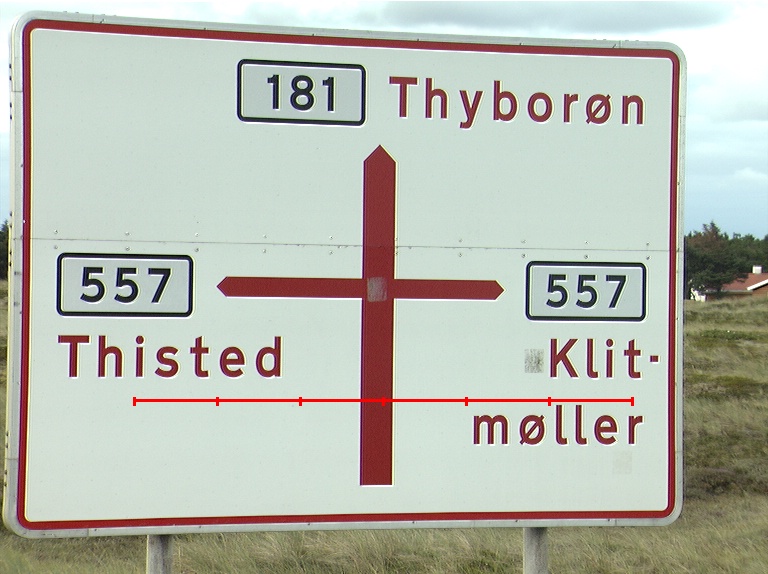 181 Thyborøn
557
Thisted
557
Klit-
møller